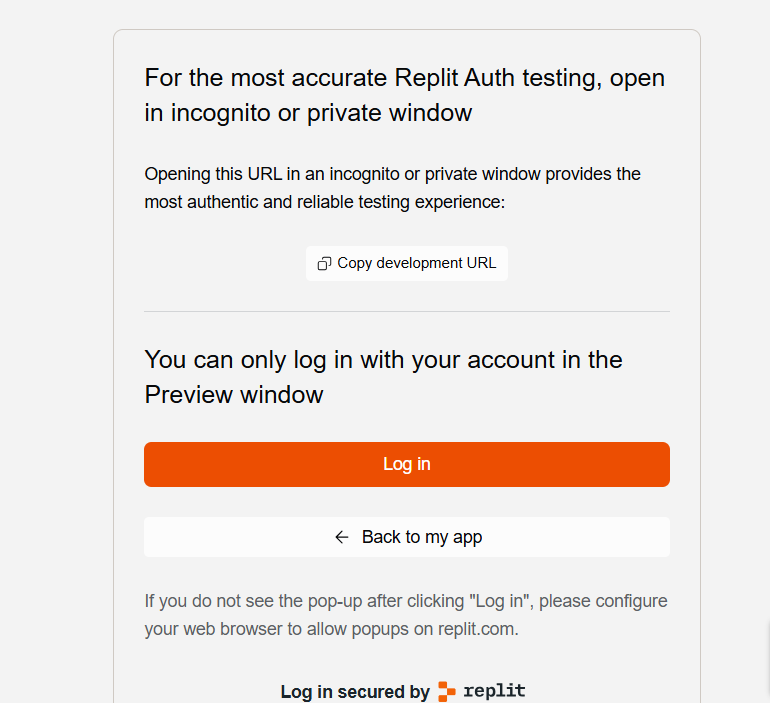 For the most accurate Replit Auth testing, open
in incognito or private window
Opening this URL in an incognito or private window provides the
most authentic and reliable testing experience:
Copy development URL
You can only log in with your account in the
Preview window
Log in
Back to my app
If you do not see the pop-up after clicking "Log in", please configure
your web browser to allow popups on replit.com.
Log in secured by replit